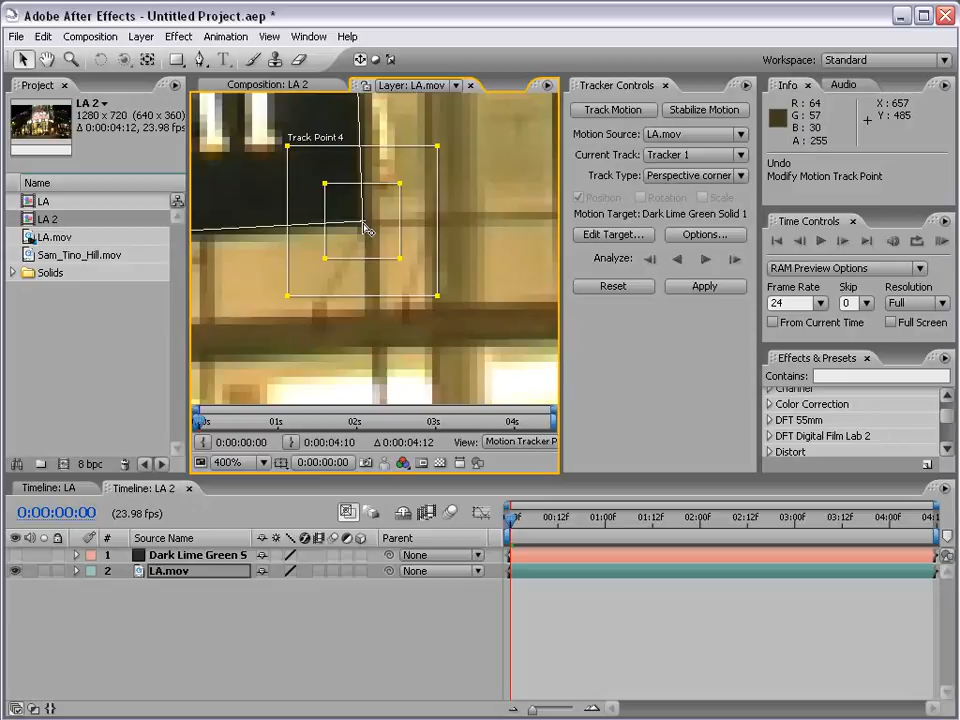 Adobe After Effects - Untitled Project.aep *
File Edit Composition Layer Effect Animation View Window Help
Workspace: Standard
Project
LA 2
1280 x 720 (640 x 360)
Δ 0:00:04:12, 23.98 fps
Name
LA
LA 2
LA.mov
Sam_Tino_Hill.mov
Solids
8 bpc
Composition: LA 2
Layer: LA.mov
Track Point 4
01s 02s 03s 04s
0:00:00:00 0:00:04:10 Δ 0:00:04:12 View: Motion Tracker P
400% 0:00:00:00
Tracker Controls
Track Motion Stabilize Motion
Motion Source: LA.mov
Current Track: Tracker 1
Track Type: Perspective corner
Position Rotation Scale
Motion Target: Dark Lime Green Solid 1
Edit Target... Options...
Analyze:
Reset Apply
Info Audio
R: 64
G: 57
B: 30
A: 255
X: 657
Y: 485
Undo
Modify Motion Track Point
Time Controls
RAM Preview Options
Frame Rate Skip Resolution
24 0 Full
From Current Time Full Screen
Effects & Presets
Contains:
Channel
Color Correction
DFT 55mm
DFT Digital Film Lab 2
Distort
Timeline: LA Timeline: LA 2
0:00:00:00 (23.98 fps)
# Source Name Parent
00:12f 01:00f 01:12f 02:00f 02:12f 03:00f 03:12f 04:00f
1 Dark Lime Green S None
2 LA.mov None